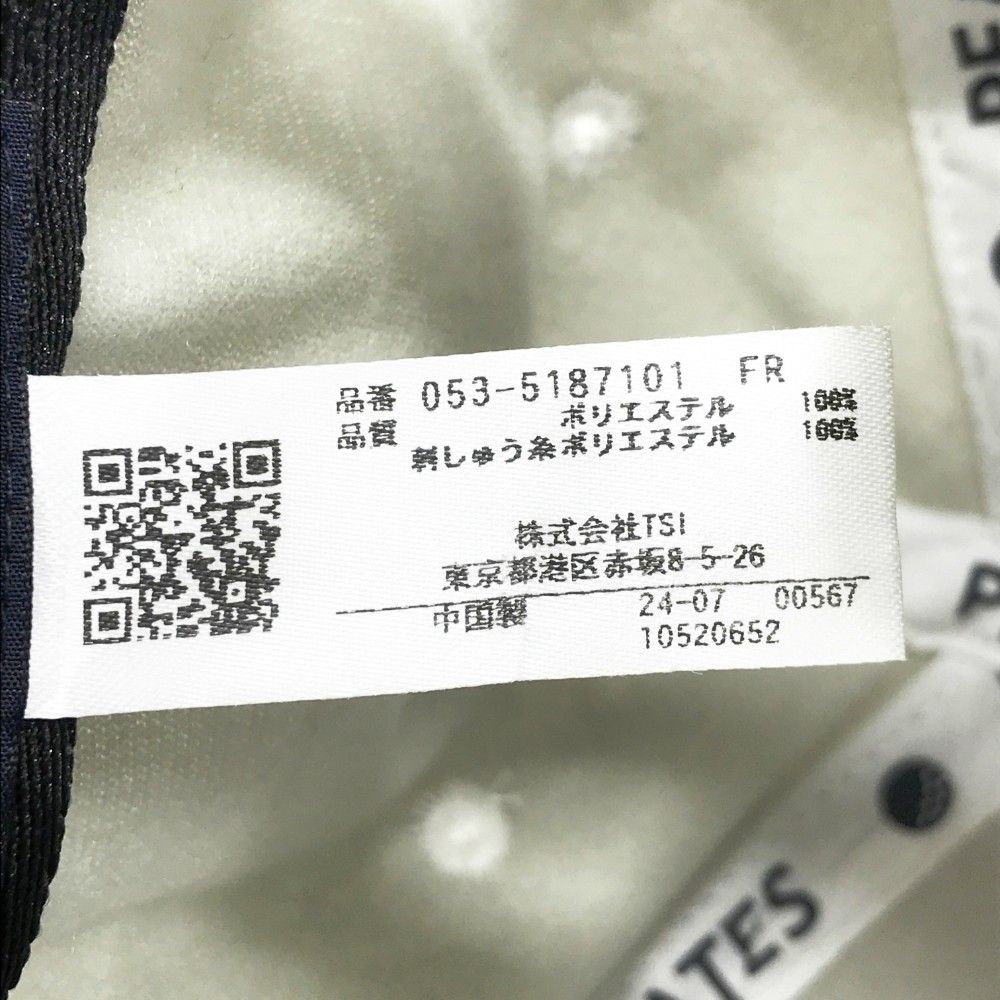 品番 053-5187101 FR
品質 ポリエステル 100%
刺しゅう糸ポリエステル 100%
株式会社TSI
東京都港区赤坂8-5-26
中国製 24-07 00567
10520652
PEA
ATES